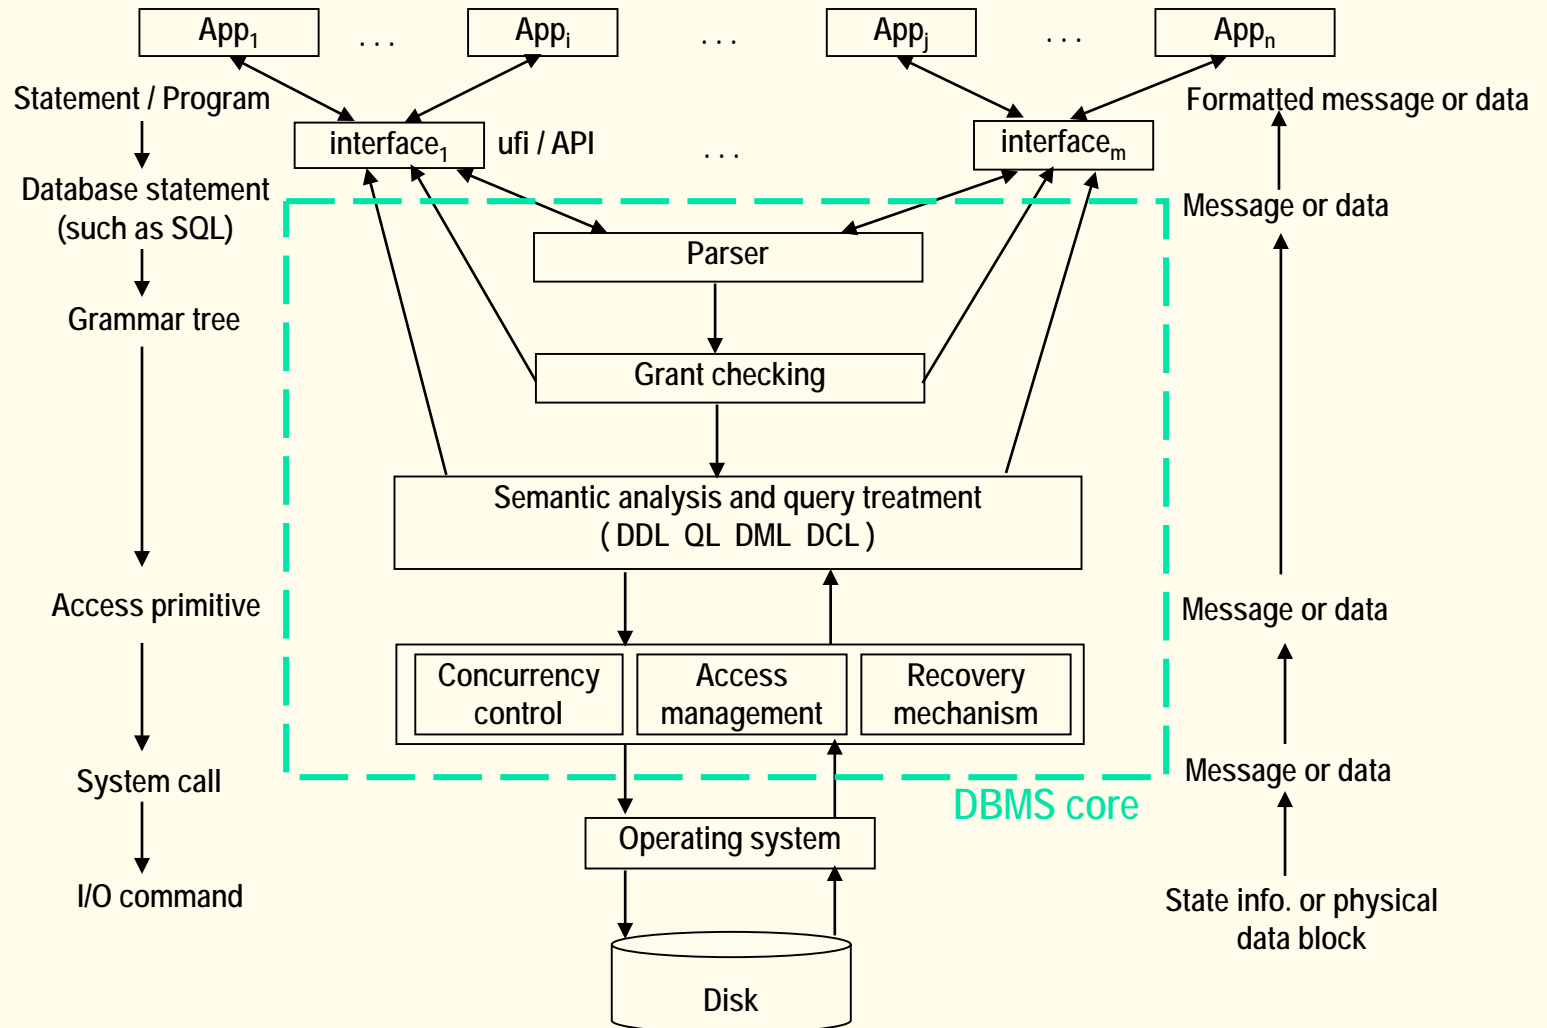 App1 ... Appi ... Appj ... Appn
Statement / Program
Formatted message or data
interface1 ufi / API ... interfacem
Database statement
(such as SQL)
Message or data
Parser
Grammar tree
Grant checking
Semantic analysis and query treatment
( DDL QL DML DCL )
Access primitive
Message or data
Concurrency
control
Access
management
Recovery
mechanism
System call
Message or data
DBMS core
Operating system
I/O command
State info. or physical
data block
Disk